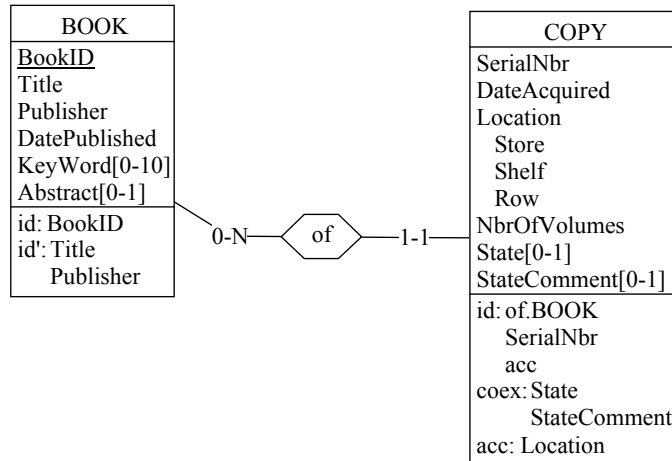 BOOK
BookID
Title
Publisher
DatePublished
KeyWord[0-10]
Abstract[0-1]
id: BookID
id': Title
Publisher
0-N
of
1-1
COPY
SerialNbr
DateAcquired
Location
Store
Shelf
Row
NbrOfVolumes
State[0-1]
StateComment[0-1]
id: of.BOOK
SerialNbr
acc
coex: State
StateComment
acc: Location